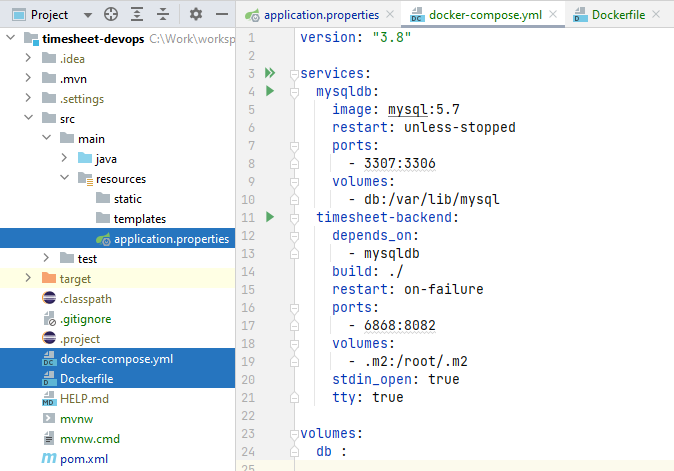 Project
timesheet-devops C:\Work\worksp
.idea
.mvn
.settings
src
main
java
resources
static
templates
application.properties
test
target
.classpath
.gitignore
.project
docker-compose.yml
Dockerfile
HELP.md
mvnw
mvnw.cmd
pom.xml
application.properties docker-compose.yml Dockerfile
1 version: "3.8"
2
3 services:
4   mysqldb:
5     image: mysql:5.7
6     restart: unless-stopped
7     ports:
8       - 3307:3306
9     volumes:
10       - db:/var/lib/mysql
11   timesheet-backend:
12     depends_on:
13       - mysqldb
14     build: ./
15     restart: on-failure
16     ports:
17       - 6868:8082
18     volumes:
19       - .m2:/root/.m2
20     stdin_open: true
21     tty: true
22
23 volumes:
24   db :
25